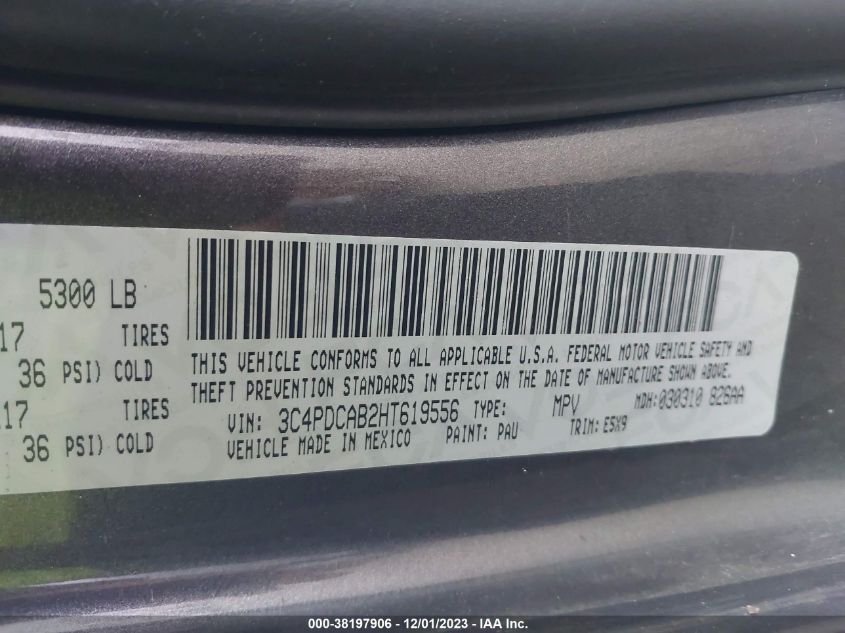 5300 LB
17 TIRES
36 PSI) COLD
17 TIRES
36 PSI) COLD
THIS VEHICLE CONFORMS TO ALL APPLICABLE U.S.A. FEDERAL MOTOR VEHICLE SAFETY AND
THEFT PREVENTION STANDARDS IN EFFECT ON THE DATE OF MANUFACTURE SHOWN ABOVE.
VIN: 3C4PDCAB2HT619556 TYPE: MPV MDH:030310 826AA
VEHICLE MADE IN MEXICO PAINT: PAU TRIM: E5X9
000-38197906 - 12/01/2023 - IAA Inc.